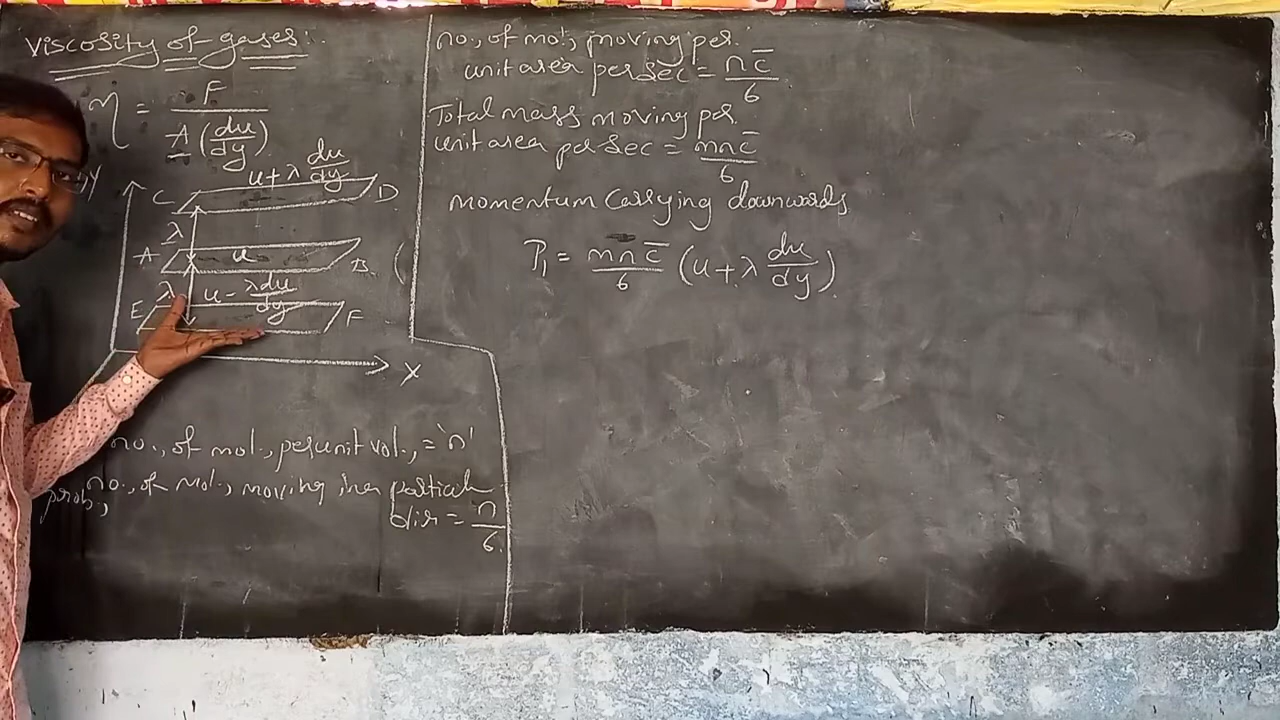 Viscosity of gases:
η = F / A (du/dy)
y
u + λ du/dy
C D
λ
A u B
λ u - λdu/dy
E F
X
no., of mol., per unit vol., = 'n'
no., of mol., moving in a particular
prob,
dir = n/6
no., of mol, moving per.
unit area per sec = nc̅/6
Total mass moving per.
unit area per sec = mnc̅/6
momentum carrying downwards
P₁ = mnc̅/6 (u + λ du/dy)